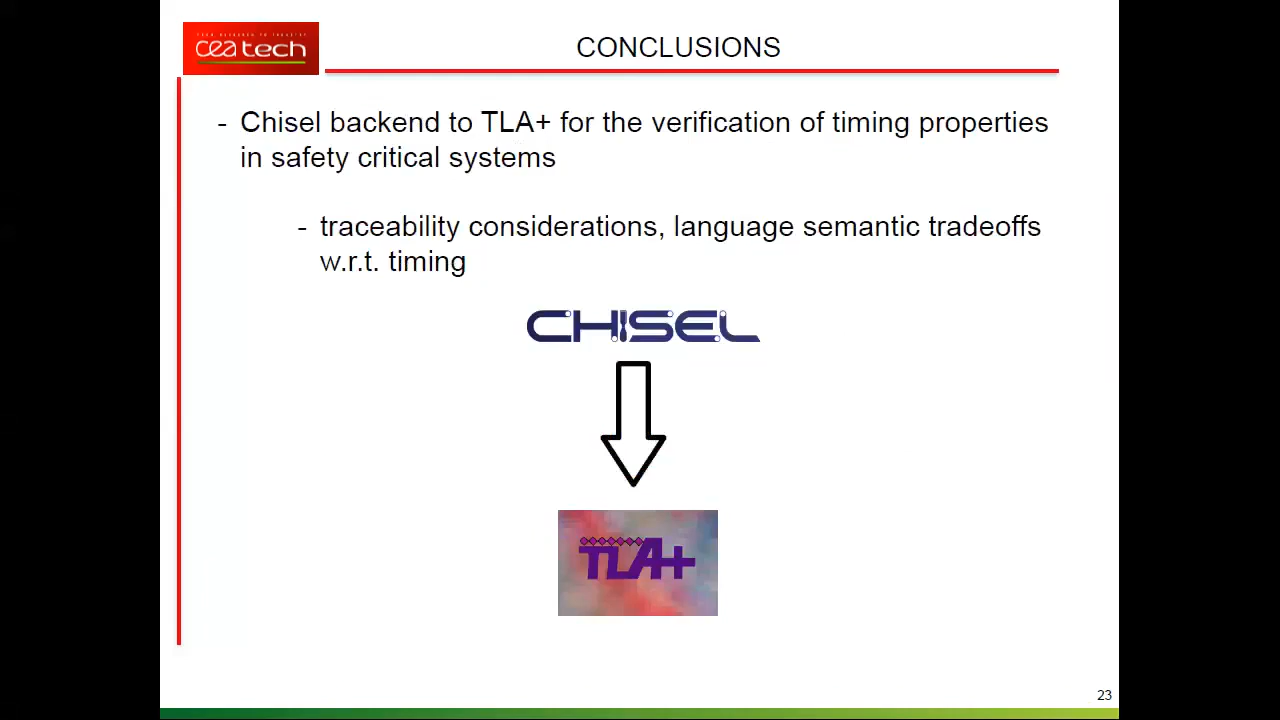 cea tech
CONCLUSIONS
- Chisel backend to TLA+ for the verification of timing properties
in safety critical systems
- traceability considerations, language semantic tradeoffs
w.r.t. timing
CHISEL
TLA+
23